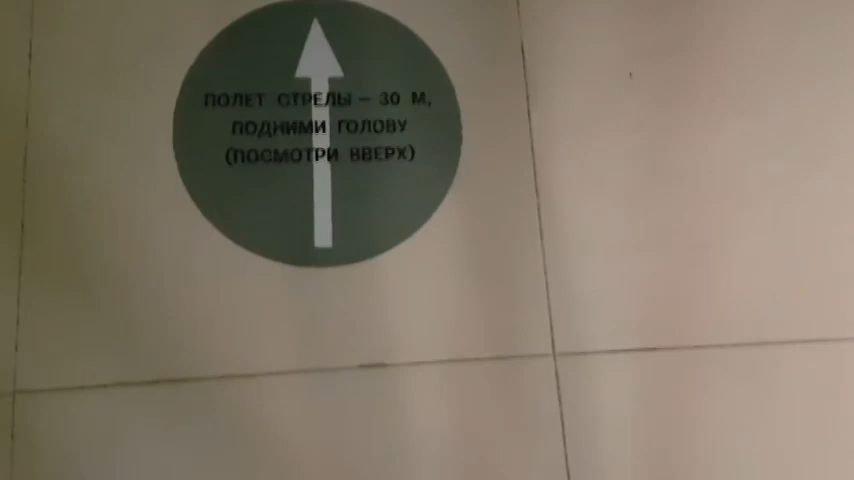 ПОЛЕТ СТРЕЛЫ – 30 М,
ПОДНИМИ ГОЛОВУ
(ПОСМОТРИ ВВЕРХ)